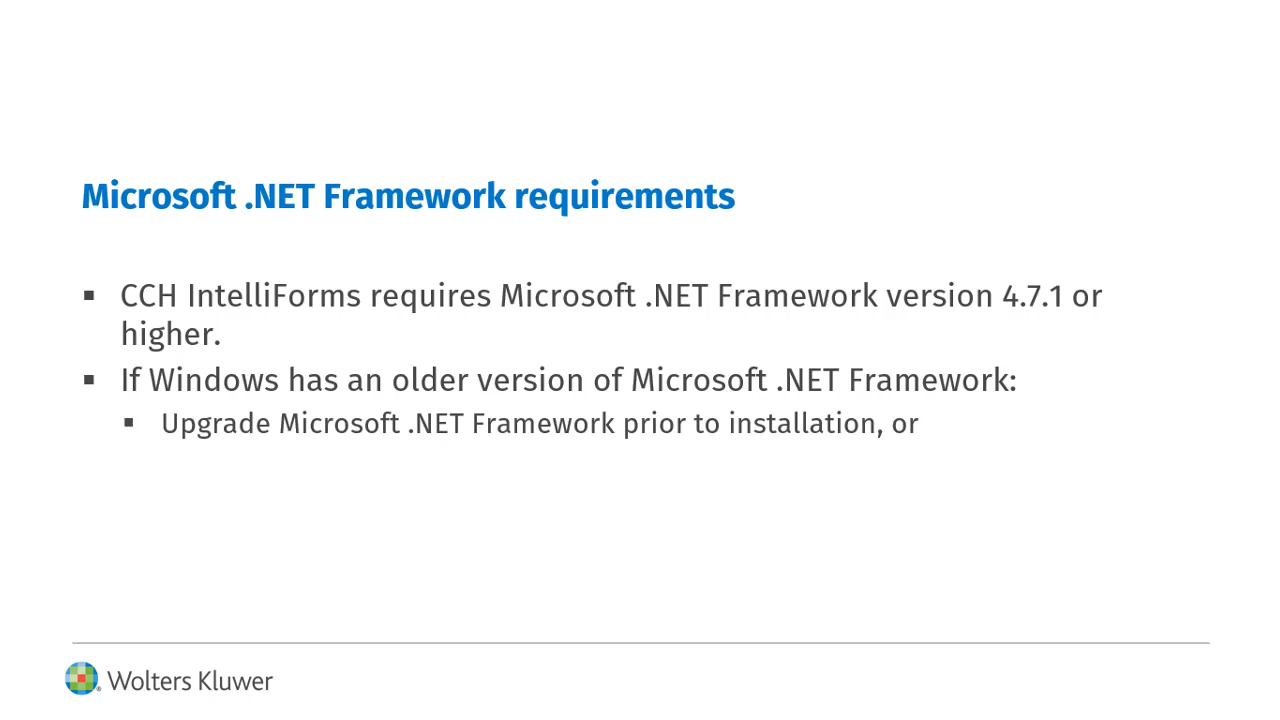 Microsoft .NET Framework requirements
▪ CCH IntelliForms requires Microsoft .NET Framework version 4.7.1 or
higher.
▪ If Windows has an older version of Microsoft .NET Framework:
▪ Upgrade Microsoft .NET Framework prior to installation, or
Wolters Kluwer